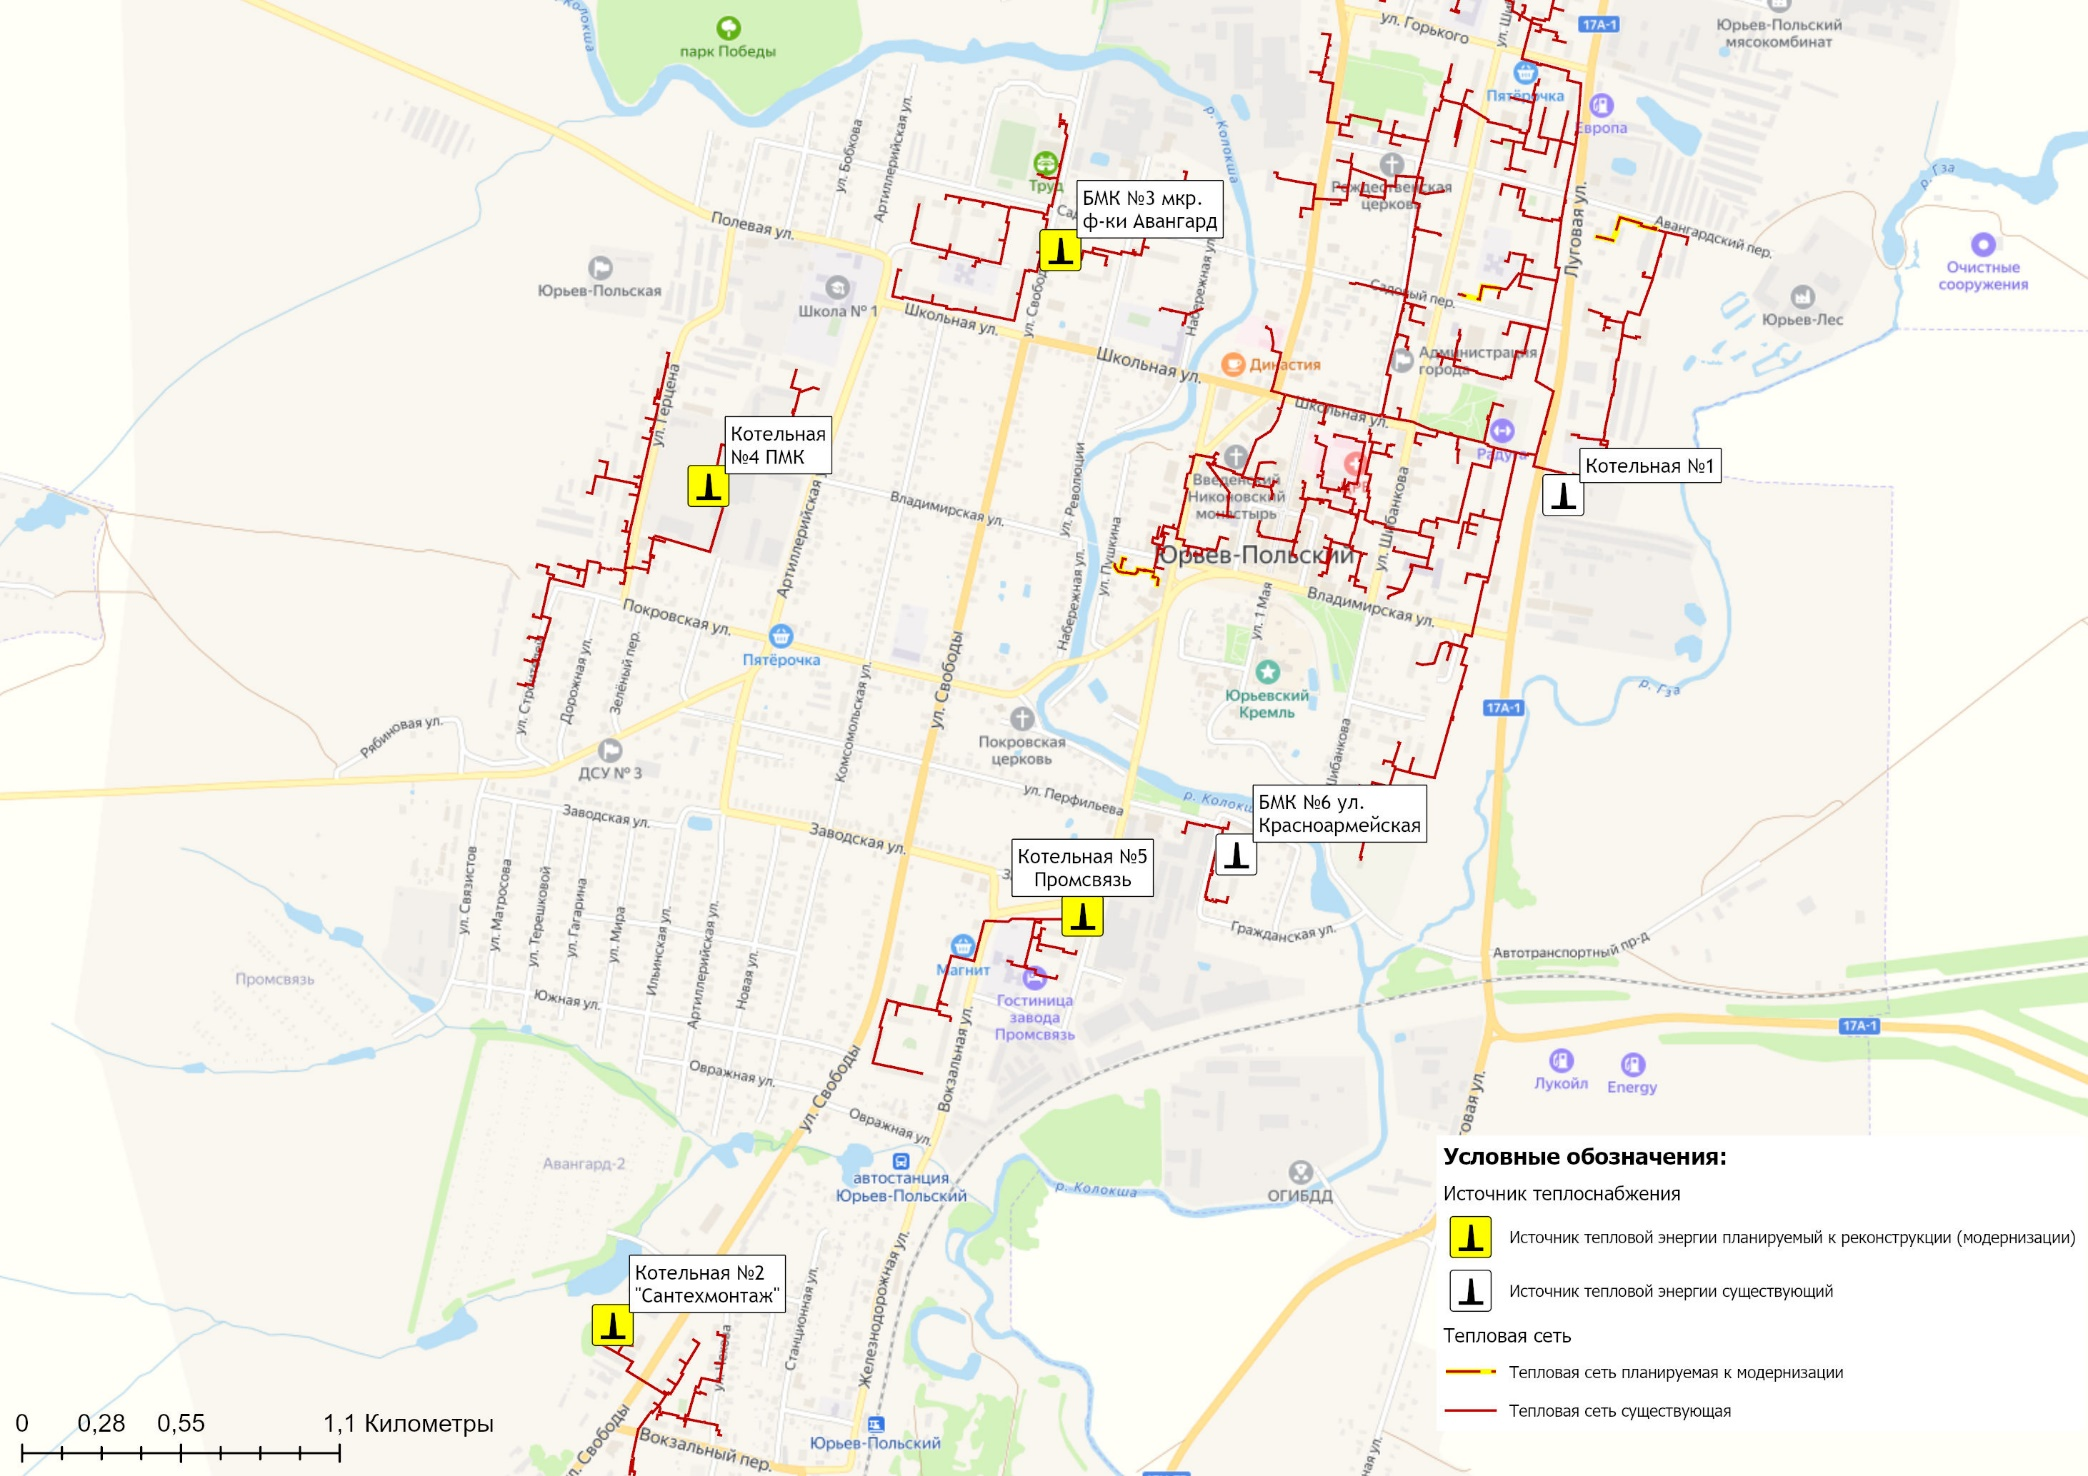 р. Колокша
парк Победы
ул. Горького
17А-1
Юрьев-Польский
мясокомбинат
Пятёрочка
Европа
ул. Бобкова
Артиллерийская ул.
р. Колокша
Труд
Рождественская
церковь
р. Гза
БМК №3 мкр.
ф-ки Авангард
Полевая ул.
Луговая ул.
Авангардский пер.
Очистные
сооружения
Юрьев-Польская
Школа № 1
Школьная ул.
Набережная ул.
Садовый пер.
Юрьев-Лес
Школьная ул.
Династия
Администрация
города
ул. Герцена
Школьная ул.
Котельная
№4 ПМК
Радуга
Котельная №1
Введенский
Никоновский
монастырь
Владимирская ул.
ул. Революции
ул. Шибанкова
Артиллерийская
ул. Пушкина
Юрьев-Польский
Набережная ул.
Покровская ул.
Владимирская ул.
ул. 1 Мая
Пятёрочка
Дорожная ул.
Зелёный пер.
ул. Свободы
Комсомольская ул.
Юрьевский
Кремль
р. Гза
17А-1
Рябиновая ул.
ДСУ № 3
Покровская
церковь
ул. Перфильева
р. Колокша
БМК №6 ул.
Красноармейская
Заводская ул.
Заводская ул.
Котельная №5
Промсвязь
ул. Связистов
ул. Матросова
ул. Терешковой
ул. Гагарина
ул. Мира
Ильинская ул.
Артиллерийская ул.
Новая ул.
Гражданская ул.
Автотранспортный пр-д
Магнит
Промсвязь
Южная ул.
Гостиница
завода
Промсвязь
17А-1
Вокзальная ул.
Овражная ул.
ул. Свободы
Лукойл
Energy
Овражная ул.
Авангард-2
автостанция
Юрьев-Польский
р. Колокша
ОГИБДД
Условные обозначения:
Источник теплоснабжения
Источник тепловой энергии планируемый к реконструкции (модернизации)
Источник тепловой энергии существующий
Тепловая сеть
Тепловая сеть планируемая к модернизации
Тепловая сеть существующая
Котельная №2
"Сантехмонтаж"
Станционная ул.
Железнодорожная ул.
Юрьев-Польский
Вокзальный пер.
0 0,28 0,55 1,1 Километры